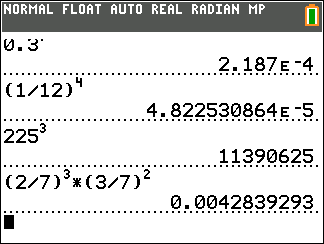 NORMAL FLOAT AUTO REAL RADIAN MP
0.3
2.187ᴇ-4
(1/12)⁴
4.822530864ᴇ-5
225³
11390625
(2/7)³*(3/7)²
0.0042839293